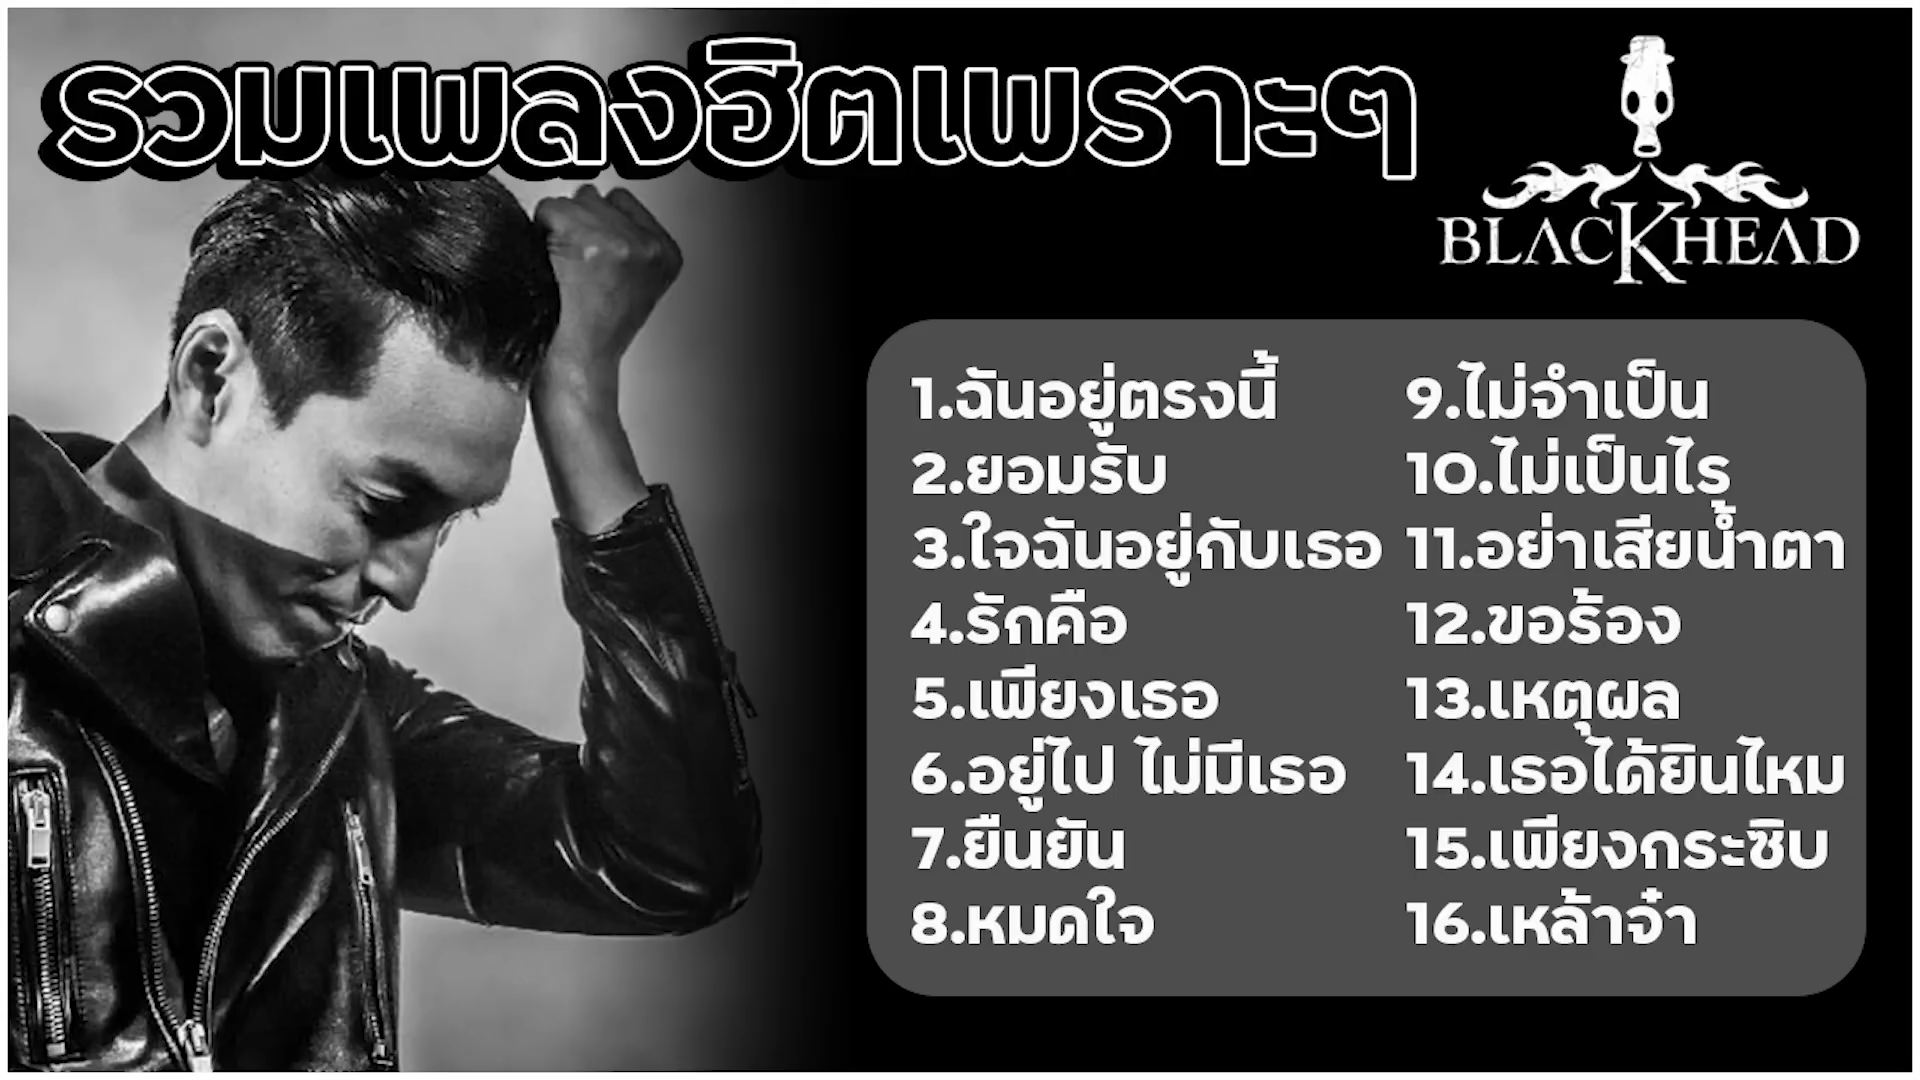 รวมเพลงฮิตเพราะๆ
BLACKHEAD
1.ฉันอยู่ตรงนี้
2.ยอมรับ
3.ใจฉันอยู่กับเธอ
4.รักคือ
5.เพียงเธอ
6.อยู่ไป ไม่มีเธอ
7.ยืนยัน
8.หมดใจ
9.ไม่จำเป็น
10.ไม่เป็นไร
11.อย่าเสียน้ำตา
12.ขอร้อง
13.เหตุผล
14.เธอได้ยินไหม
15.เพียงกระซิบ
16.เหล้าจ๋า